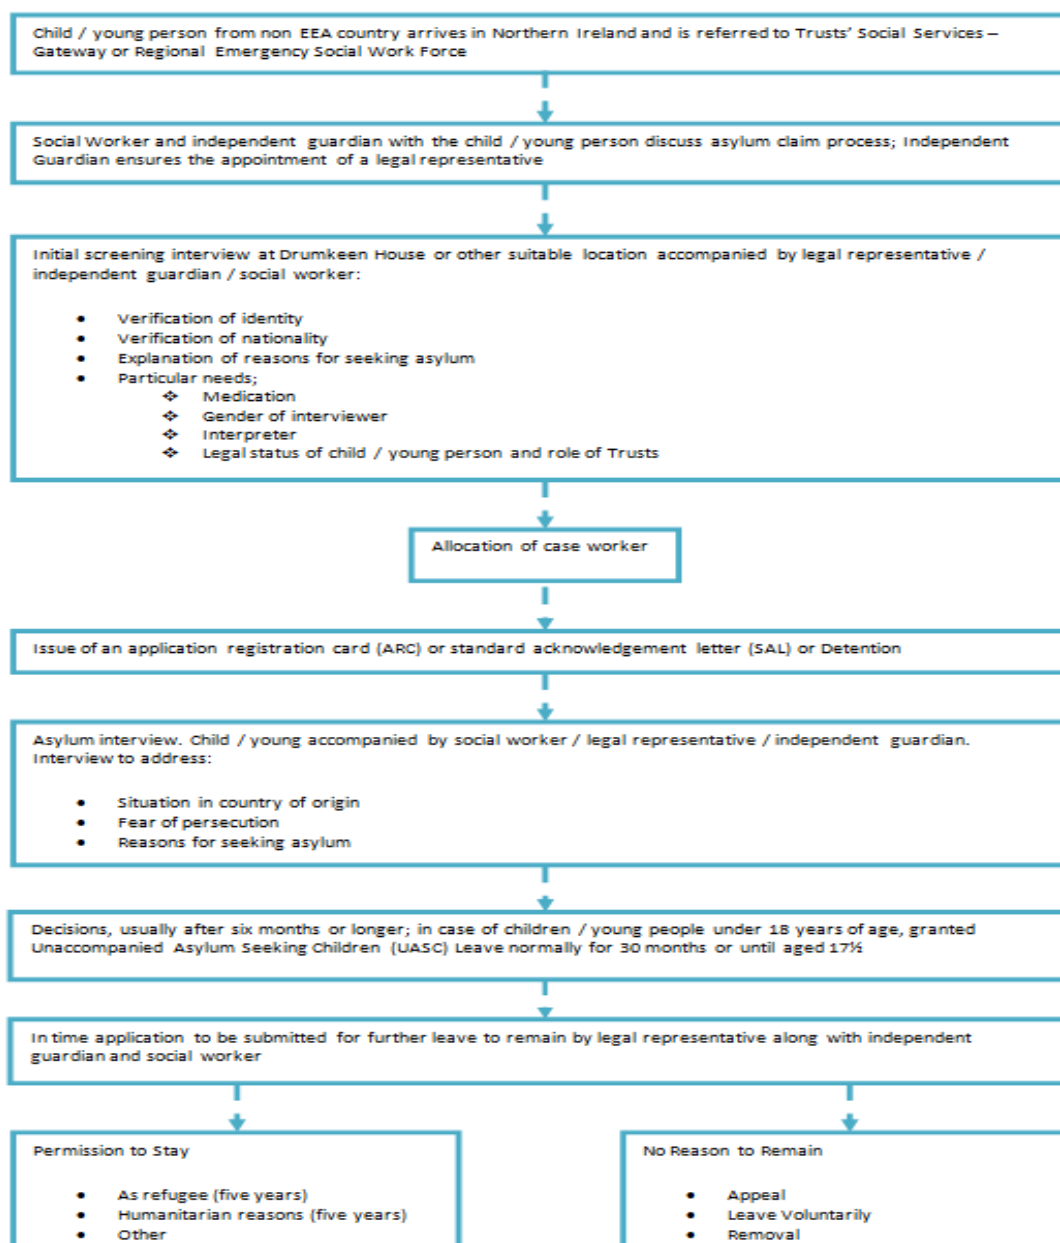 Child / young person from non EEA country arrives in Northern Ireland and is referred to Trusts' Social Services –
Gateway or Regional Emergency Social Work Force
Social Worker and independent guardian with the child / young person discuss asylum claim process; Independent
Guardian ensures the appointment of a legal representative
Initial screening interview at Drumkeen House or other suitable location accompanied by legal representative /
independent guardian / social worker:
• Verification of identity
• Verification of nationality
• Explanation of reasons for seeking asylum
• Particular needs;
❖ Medication
❖ Gender of interviewer
❖ Interpreter
❖ Legal status of child / young person and role of Trusts
Allocation of case worker
Issue of an application registration card (ARC) or standard acknowledgement letter (SAL) or Detention
Asylum interview. Child / young accompanied by social worker / legal representative / independent guardian.
Interview to address:
• Situation in country of origin
• Fear of persecution
• Reasons for seeking asylum
Decisions, usually after six months or longer; in case of children / young people under 18 years of age, granted
Unaccompanied Asylum Seeking Children (UASC) Leave normally for 30 months or until aged 17½
In time application to be submitted for further leave to remain by legal representative along with independent
guardian and social worker
Permission to Stay
• As refugee (five years)
• Humanitarian reasons (five years)
• Other
No Reason to Remain
• Appeal
• Leave Voluntarily
• Removal